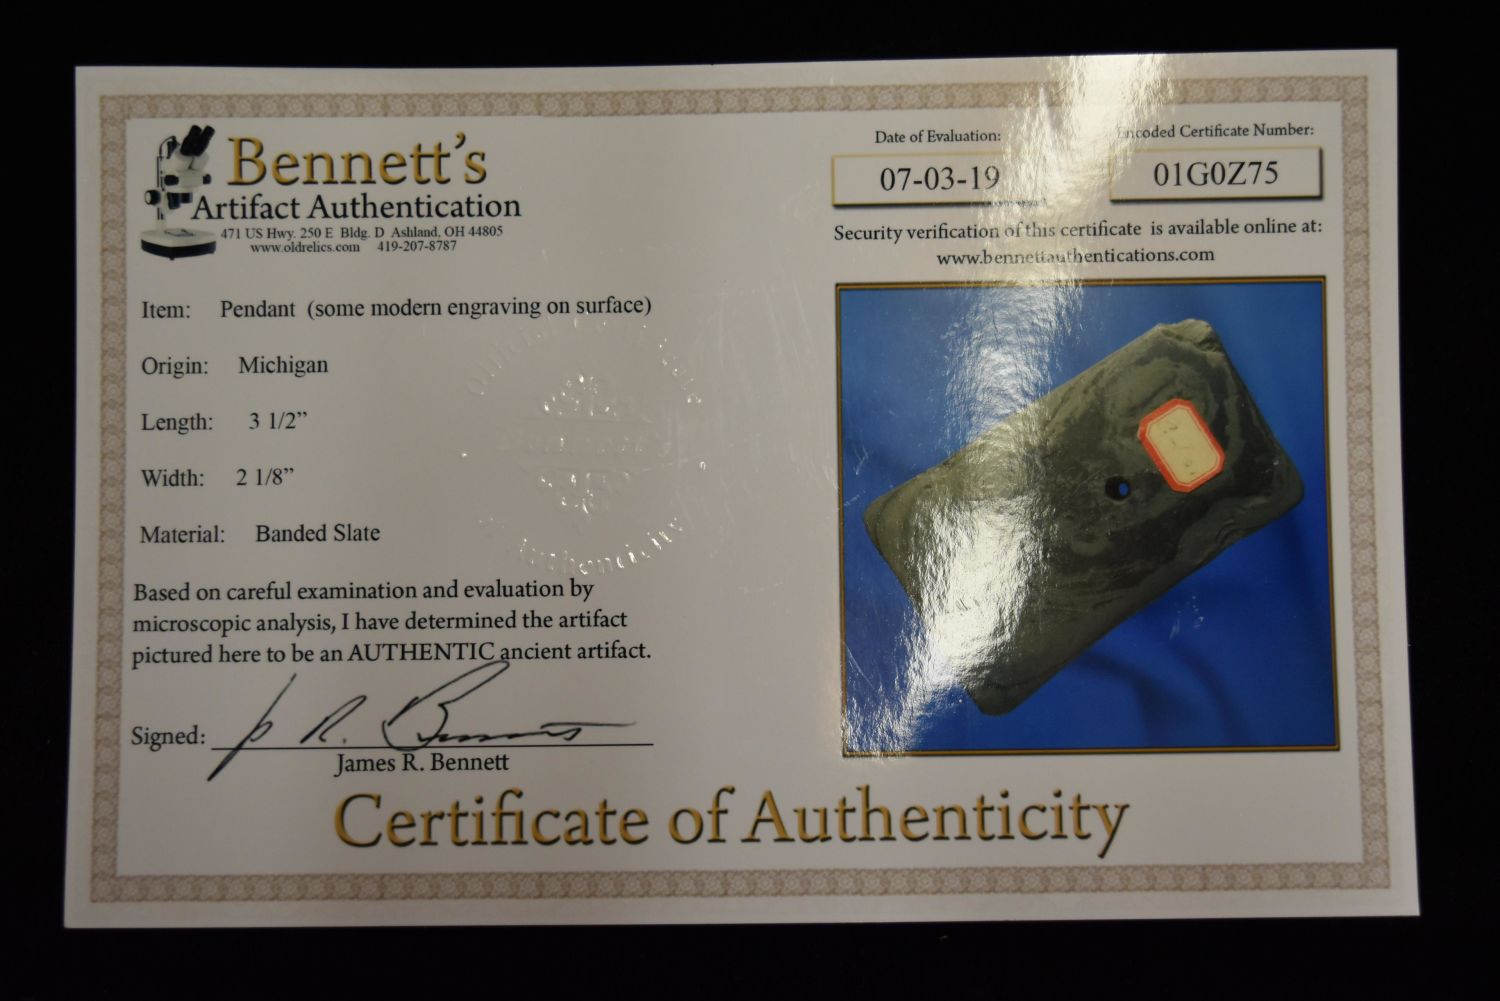 Bennett's
Artifact Authentication
471 US Hwy. 250 E Bldg. D Ashland, OH 44805
www.oldrelics.com 419-207-8787
Date of Evaluation:
07-03-19
Encoded Certificate Number:
01G0Z75
Security verification of this certificate is available online at:
www.bennettauthentications.com
Item: Pendant (some modern engraving on surface)
Origin: Michigan
Length: 3 1/2”
Width: 2 1/8”
Material: Banded Slate
Based on careful examination and evaluation by
microscopic analysis, I have determined the artifact
pictured here to be an AUTHENTIC ancient artifact.
Signed:
James R. Bennett
Certificate of Authenticity